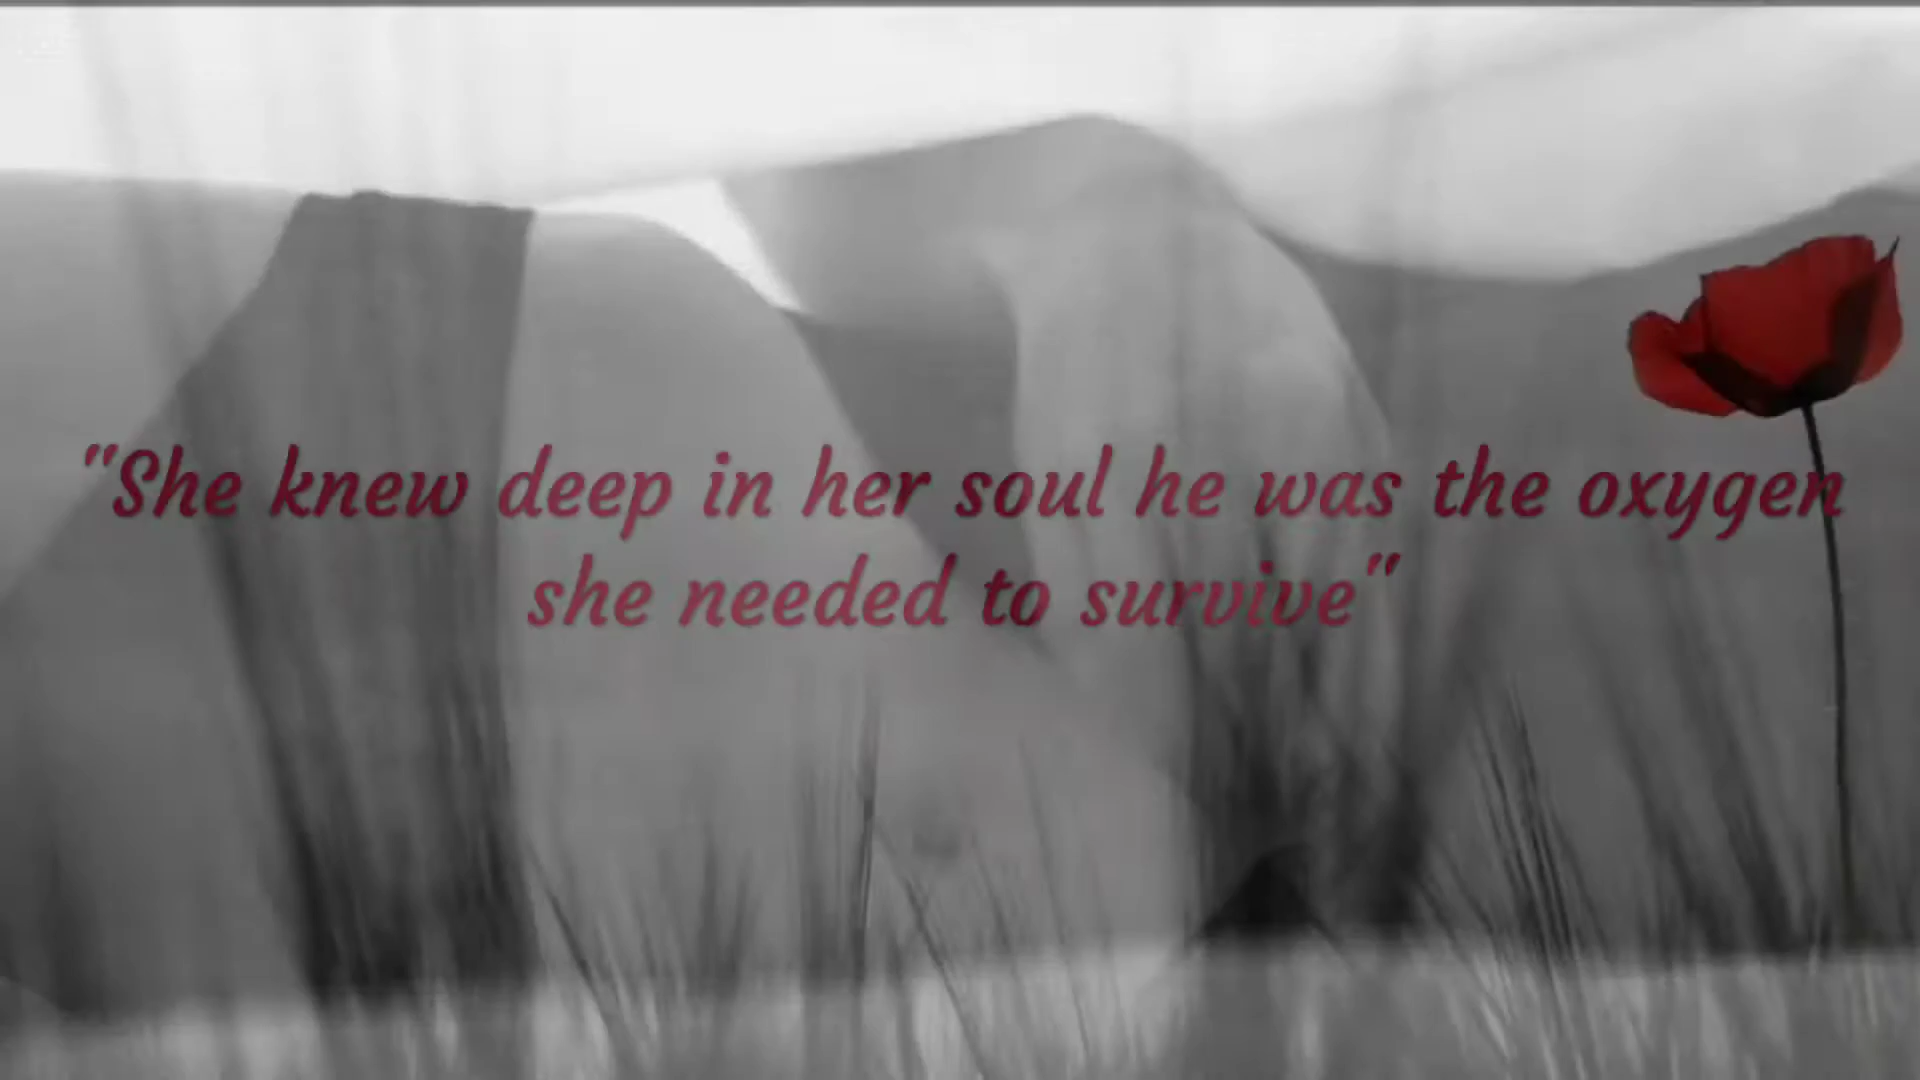 "She knew deep in her soul he was the oxygen
she needed to survive"